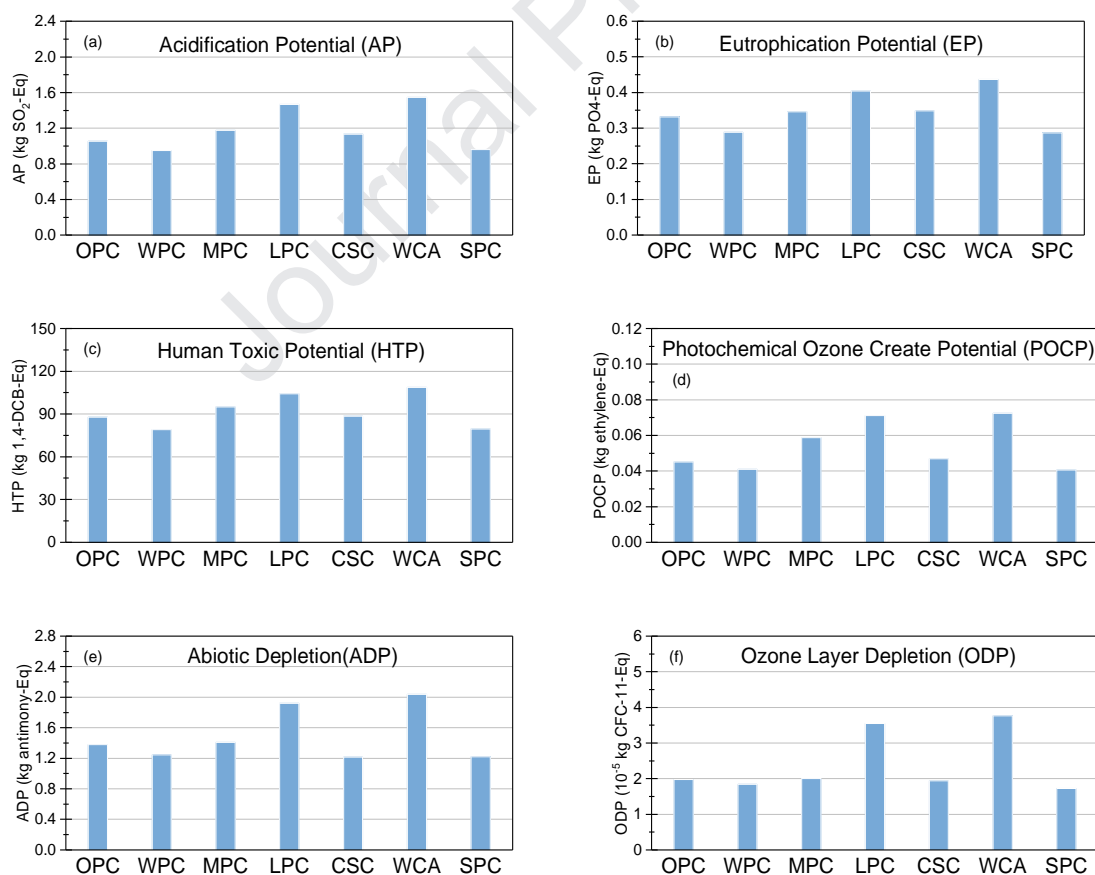 Journal P
(a) Acidification Potential (AP)
AP (kg SO₂-Eq)
2.4
2.0
1.6
1.2
0.8
0.4
0.0
OPC WPC MPC LPC CSC WCA SPC
(b) Eutrophication Potential (EP)
EP (kg PO4-Eq)
0.6
0.5
0.4
0.3
0.2
0.1
0.0
OPC WPC MPC LPC CSC WCA SPC
(c) Human Toxic Potential (HTP)
HTP (kg 1,4-DCB-Eq)
150
120
90
60
30
0
OPC WPC MPC LPC CSC WCA SPC
Photochemical Ozone Create Potential (POCP)
(d)
POCP (kg ethylene-Eq)
0.12
0.10
0.08
0.06
0.04
0.02
0.00
OPC WPC MPC LPC CSC WCA SPC
(e) Abiotic Depletion(ADP)
ADP (kg antimony-Eq)
2.8
2.4
2.0
1.6
1.2
0.8
0.4
0.0
OPC WPC MPC LPC CSC WCA SPC
(f) Ozone Layer Depletion (ODP)
ODP (10⁻⁵ kg CFC-11-Eq)
6
5
4
3
2
1
0
OPC WPC MPC LPC CSC WCA SPC